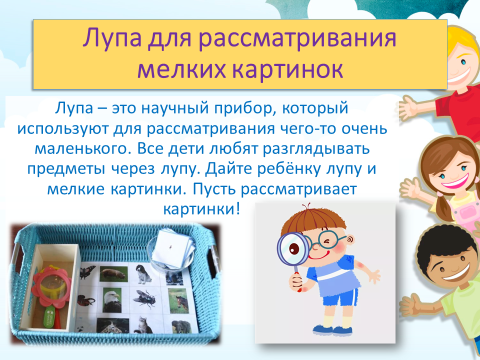 Лупа для рассматривания
мелких картинок
Лупа – это научный прибор, который
используют для рассматривания чего-то очень
маленького. Все дети любят разглядывать
предметы через лупу. Дайте ребёнку лупу и
мелкие картинки. Пусть рассматривает
картинки!